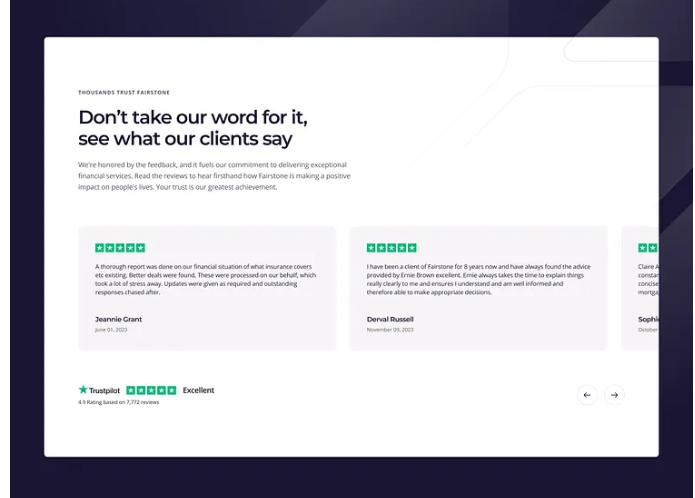 THOUSANDS TRUST FAIRSTONE
Don't take our word for it,
see what our clients say
We're honored by the feedback, and it fuels our commitment to delivering exceptional
financial services. Read the reviews to hear firsthand how Fairstone is making a positive
impact on people's lives. Your trust is our greatest achievement.
A thorough report was done on our financial situation of what insurance covers
etc existing. Better deals were found. These were processed on our behalf, which
took a lot of stress away. Updates were given as required and outstanding
responses chased after.
Jeannie Grant
June 01, 2023
I have been a client of Fairstone for 8 years now and have always found the advice
provided by Ernie Brown excellent. Ernie always takes the time to explain things
really clearly to me and ensures I understand and am well informed and
therefore able to make appropriate decisions.
Derval Russell
November 09, 2023
Claire A
constan
concise
mortga
Sophi
October
Trustpilot Excellent
4.9 Rating based on 7,772 reviews